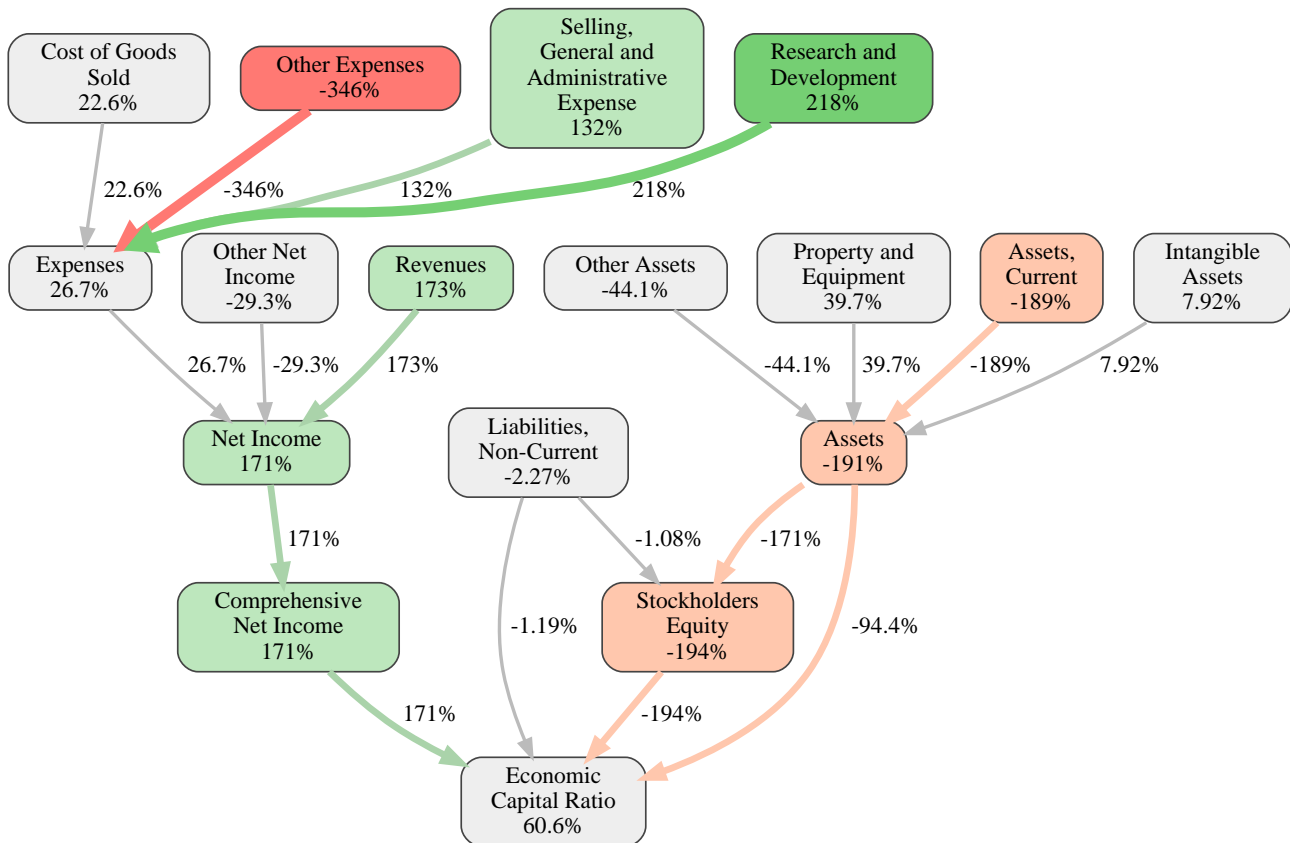 Cost of Goods
Sold
22.6%
Other Expenses
-346%
Selling,
General and
Administrative
Expense
132%
Research and
Development
218%
22.6%
-346%
132%
218%
Expenses
26.7%
Other Net
Income
-29.3%
Revenues
173%
Other Assets
-44.1%
Property and
Equipment
39.7%
Assets,
Current
-189%
Intangible
Assets
7.92%
26.7%
-29.3%
173%
-44.1%
39.7%
-189%
7.92%
Net Income
171%
Liabilities,
Non-Current
-2.27%
Assets
-191%
171%
-1.08%
-171%
Comprehensive
Net Income
171%
-1.19%
Stockholders
Equity
-194%
-94.4%
171%
-194%
Economic
Capital Ratio
60.6%